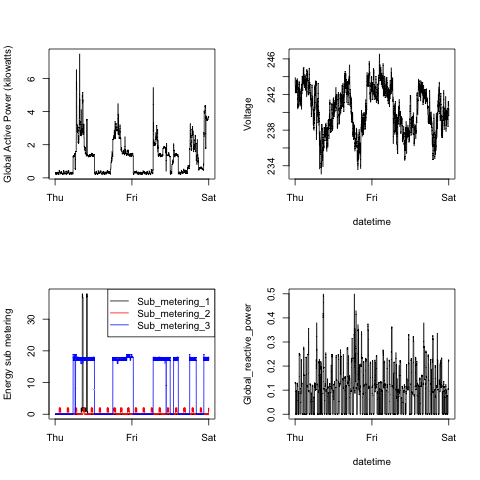 Global Active Power (kilowatts)
0 2 4 6
Thu Fri Sat
Voltage
234 238 242 246
Thu Fri Sat
datetime
Energy sub metering
0 10 20 30
Sub_metering_1
Sub_metering_2
Sub_metering_3
Thu Fri Sat
Global_reactive_power
0.0 0.1 0.2 0.3 0.4 0.5
Thu Fri Sat
datetime